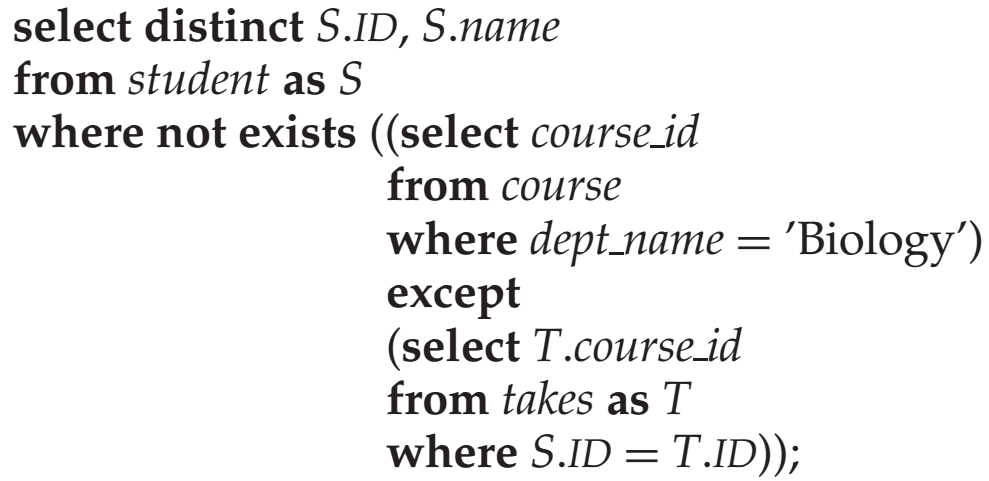 select distinct S.ID, S.name
from student as S
where not exists ((select course_id
from course
where dept_name = ’Biology’)
except
(select T.course_id
from takes as T
where S.ID = T.ID));